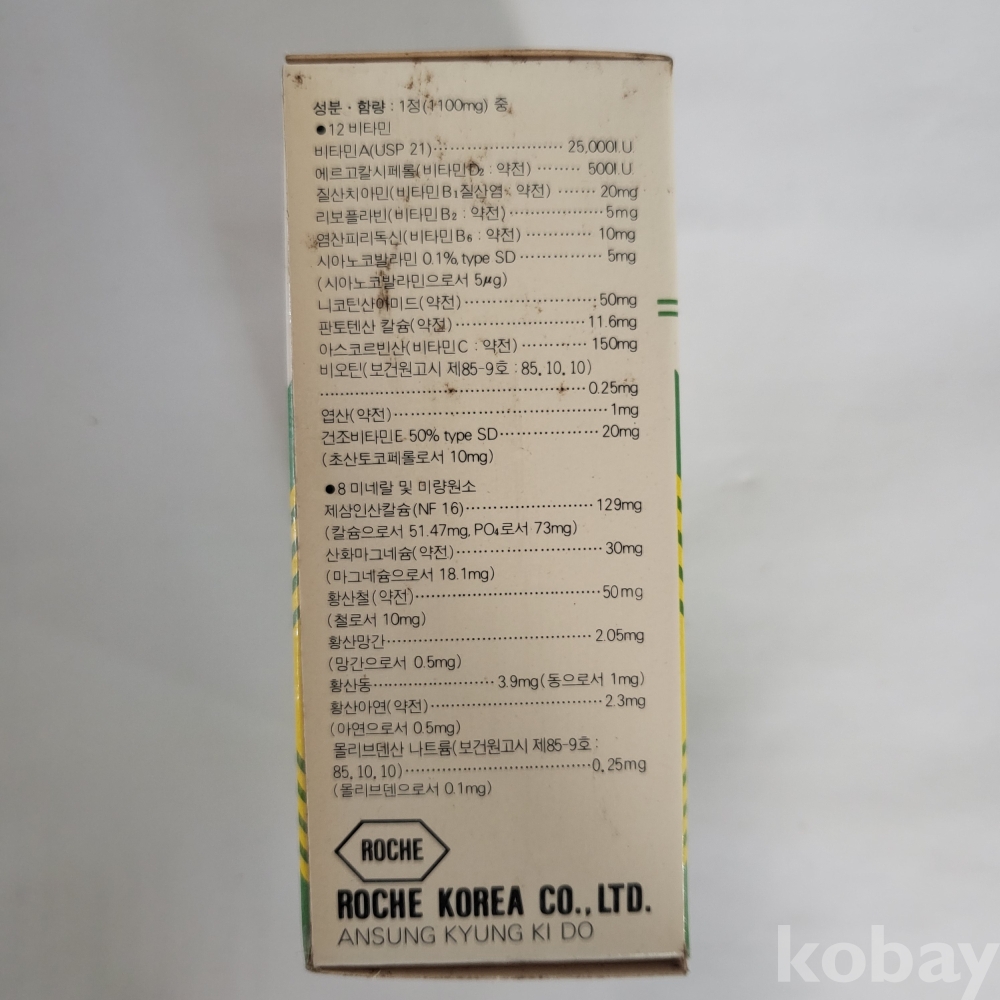 성분·함량 : 1정(1100mg) 중,
●12 비타민
비타민A(USP 21)························ 25,000I.U
에르고칼시페롤(비타민D₂ : 약전) ········ 500I.U.
질산치아민(비타민B₁질산염 : 약전) ······· 20mg
리보플라빈(비타민B₂ : 약전)················· 5mg
염산피리독신(비타민B₆ : 약전) ············ 10mg
시아노코발라민 0.1%, type SD ··············· 5mg
(시아노코발라민으로서 5μg)
니코틴산아미드(약전)························ 50mg
판토텐산 칼슘(약전)························ 11.6mg
아스코르빈산(비타민C : 약전) ············ 150mg
비오틴(보건원고시 제85-9호 : 85. 10. 10)
················································ 0.25mg
엽산(약전)······································· 1mg
건조비타민E 50% type SD·················· 20mg
(초산토코페롤로서 10mg)
●8 미네랄 및 미량원소
제삼인산칼슘(NF 16)························ 129mg
(칼슘으로서 51.47mg, PO₄로서 73mg)
산화마그네슘(약전)··························· 30mg
(마그네슘으로서 18.1mg)
황산철(약전)··································· 50mg
(철로서 10mg)
황산망간······································ 2.05mg
(망간으로서 0.5mg)
황산동······················ 3.9mg(동으로서 1mg)
황산아연(약전)································ 2.3mg
(아연으로서 0.5mg)
몰리브덴산 나트륨(보건원고시 제85-9호 :
85. 10. 10)··································· 0.25mg
(몰리브덴으로서 0.1mg)
ROCHE
ROCHE KOREA CO., LTD.
ANSUNG KYUNG KI DO
kobay